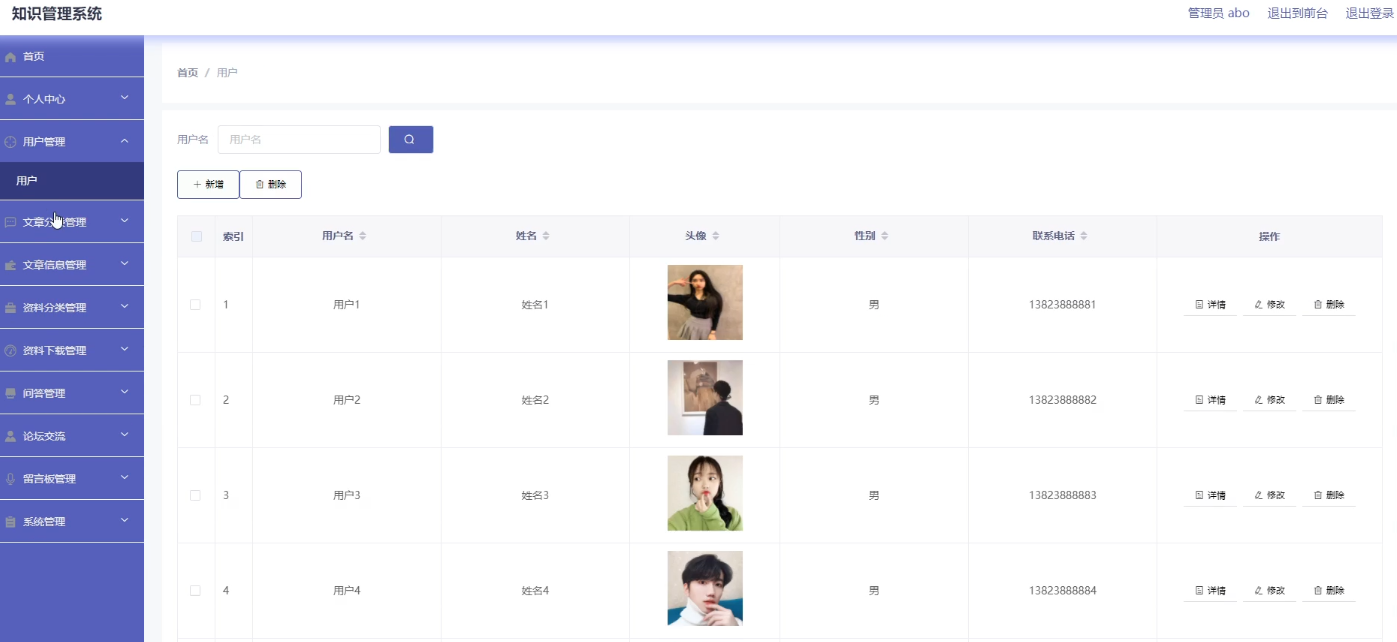 知识管理系统
管理员 abo 退出到前台 退出登录
首页
个人中心
用户管理
用户
文章分类管理
文章信息管理
资料分类管理
资料下载管理
问答管理
论坛交流
留言板管理
系统管理
首页 / 用户
用户名 用户名
新增 删除
索引 用户名 姓名 头像 性别 联系电话 操作
1 用户1 姓名1 男 13823888881 详情 修改 删除
2 用户2 姓名2 男 13823888882 详情 修改 删除
3 用户3 姓名3 男 13823888883 详情 修改 删除
4 用户4 姓名4 男 13823888884 详情 修改 删除